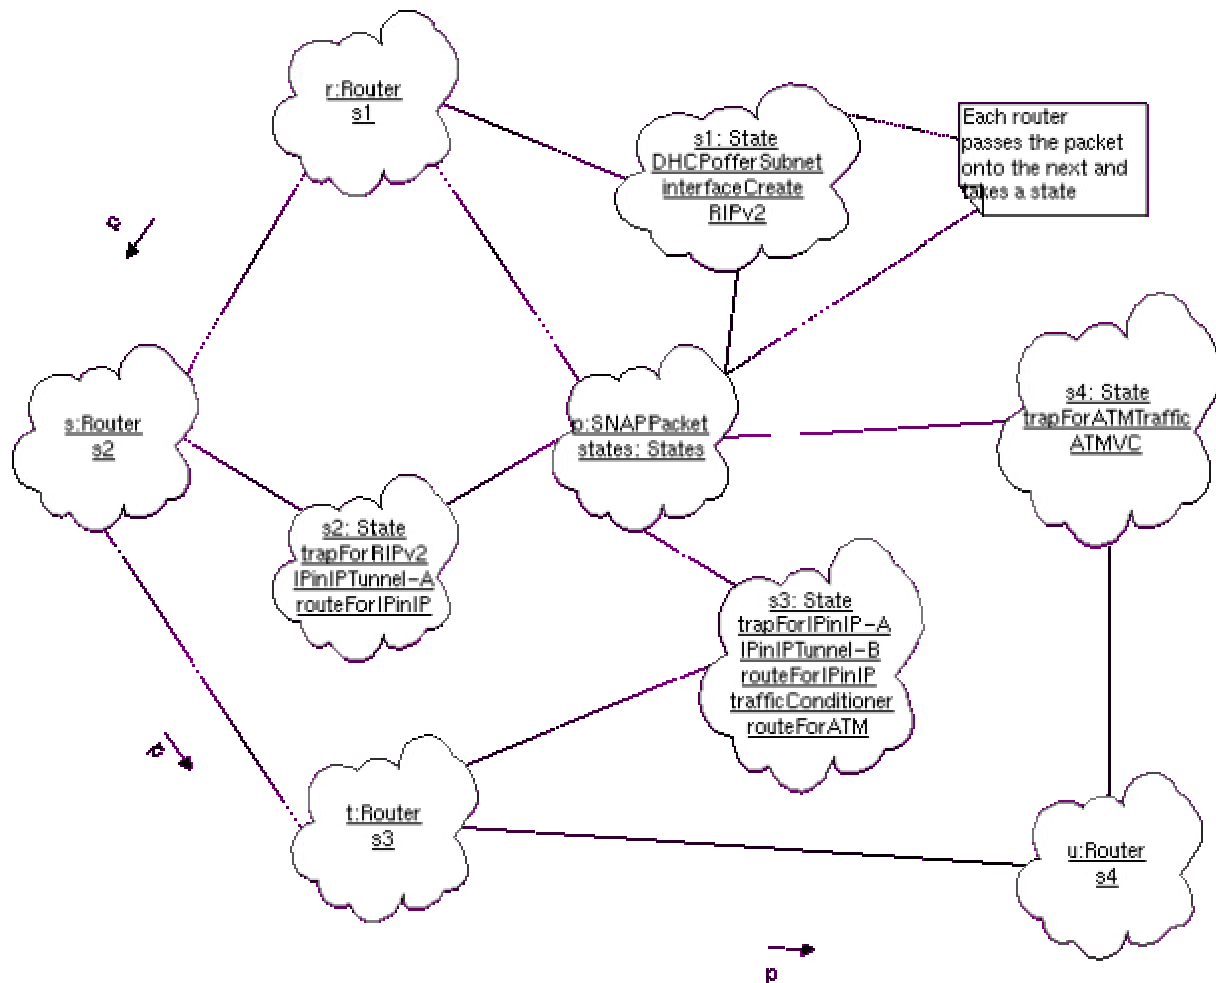 r:Router
s1
s1: State
DHCPofferSubnet
interfaceCreate
RIPv2
Each router
passes the packet
onto the next and
takes a state
p
s:Router
s2
p:SNAPPacket
states: States
s4: State
trapForATMTraffic
ATMVC
s2: State
trapForRIPv2
IPinIPTunnel-A
routeForIPinIP
s3: State
trapForIPinIP-A
IPinIPTunnel-B
routeForIPinIP
trafficConditioner
routeForATM
p
t:Router
s3
u:Router
s4
p